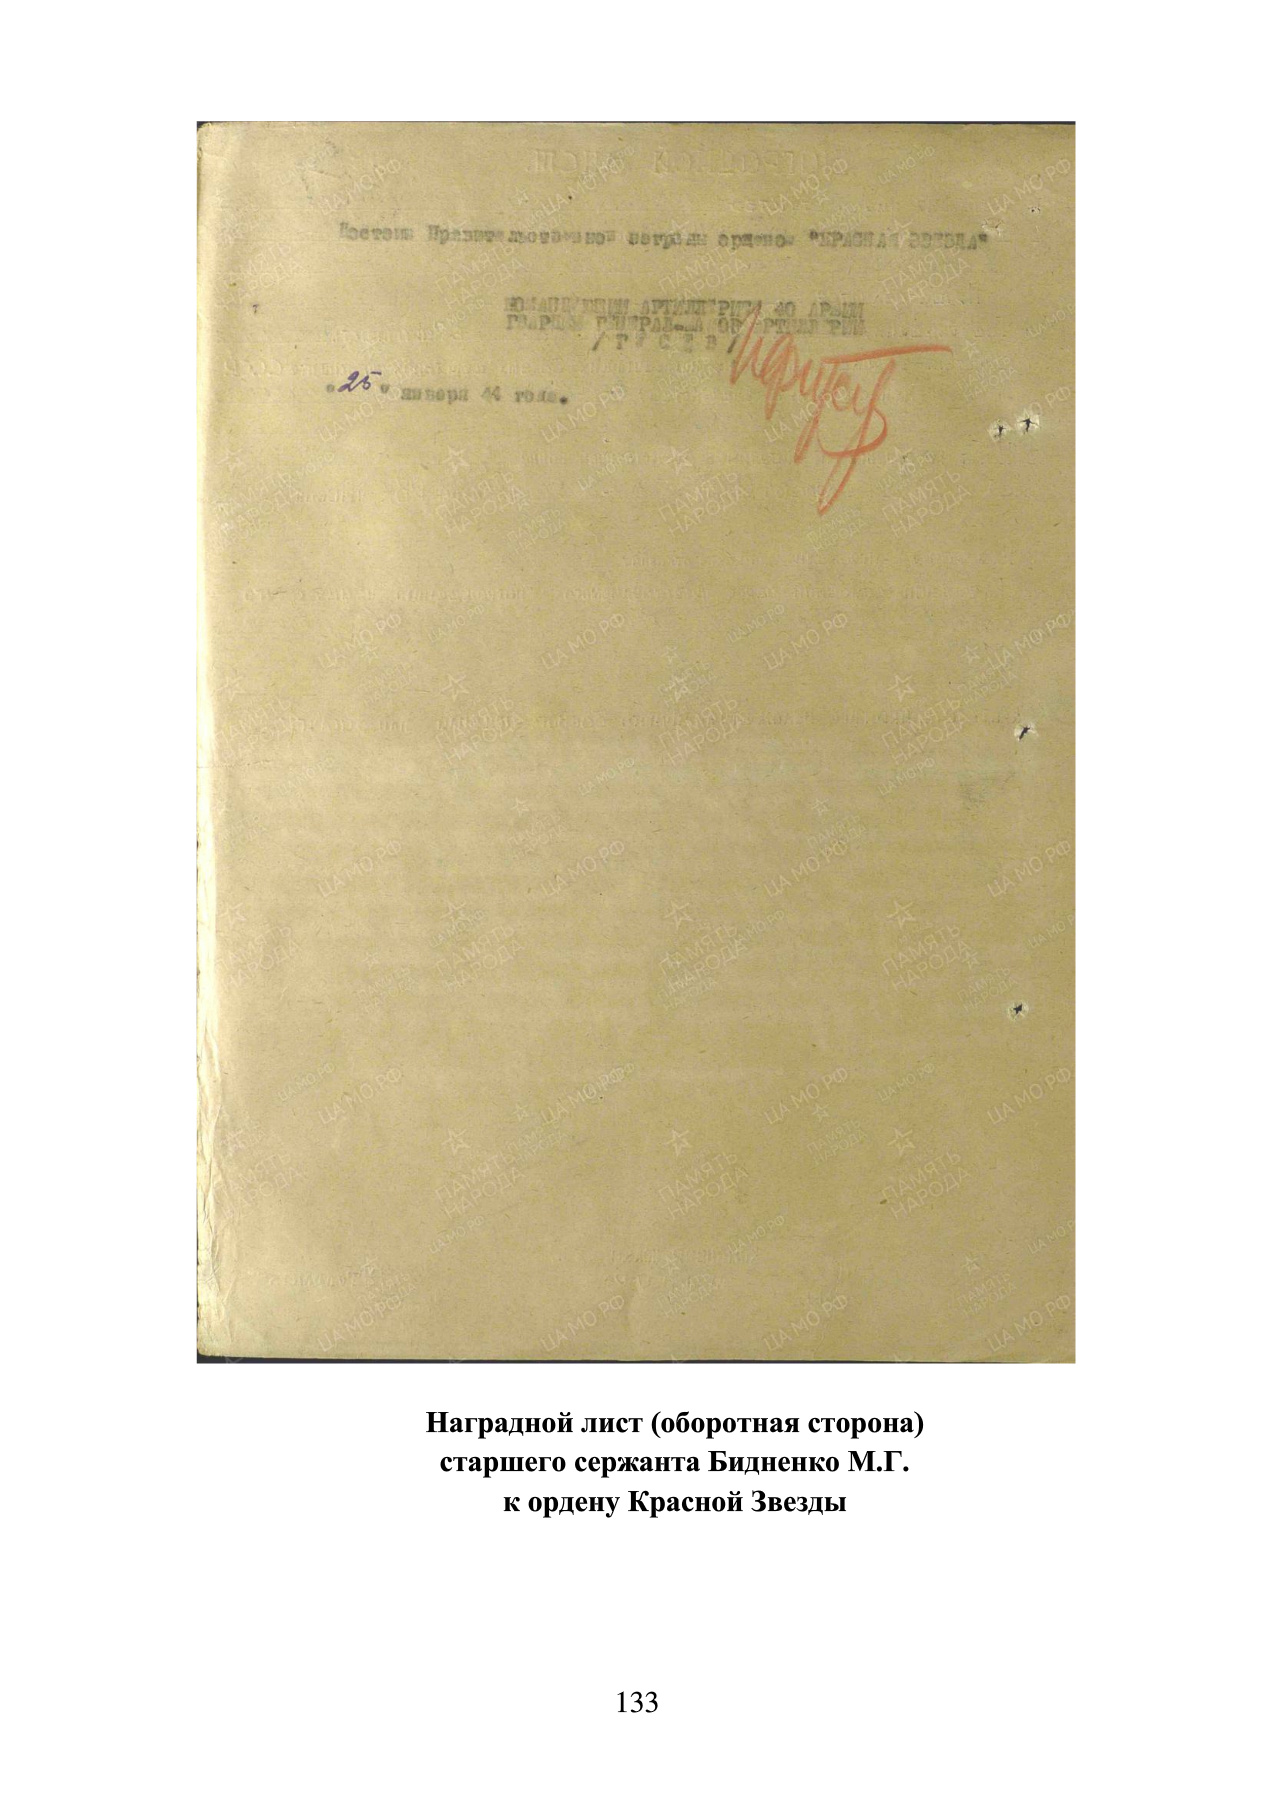 Достоин Правительственной награды орденом "КРАСНАЯ ЗВЕЗДА"
КОМАНДУЮЩИЙ АРТИЛЛЕРИЕЙ 40 АРМИИ
ГВАРДИИ ГЕНЕРАЛ-МАЙОР АРТИЛЛЕРИИ
/ Г У С Е В /
"25" января 44 года.
Наградной лист (оборотная сторона)
старшего сержанта Бидненко М.Г.
к ордену Красной Звезды
133